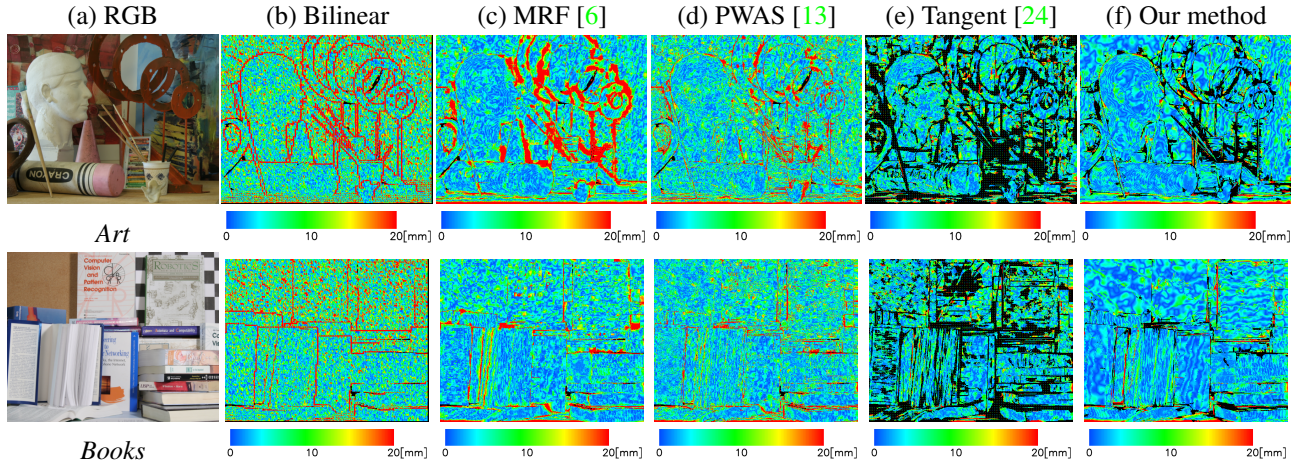 (a) RGB (b) Bilinear (c) MRF [6] (d) PWAS [13] (e) Tangent [24] (f) Our method
CRAYON
0 10 20[mm] 0 10 20[mm] 0 10 20[mm] 0 10 20[mm] 0 10 20[mm]
Art
Computer
Vision
and
Pattern
Recognition
ROBOTICS
0 10 20[mm] 0 10 20[mm] 0 10 20[mm] 0 10 20[mm] 0 10 20[mm]
Books